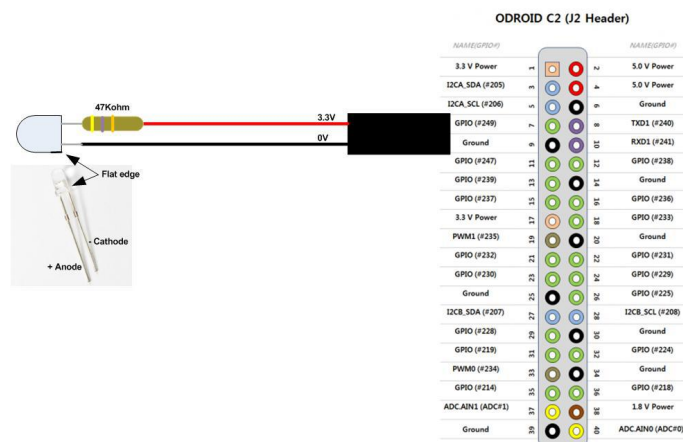 ODROID C2 (J2 Header)
NAME(GPIO#) NAME(GPIO#)
3.3 V Power 1 2 5.0 V Power
I2CA_SDA (#205) 3 4 5.0 V Power
I2CA_SCL (#206) 5 6 Ground
GPIO (#249) 7 8 TXD1 (#240)
Ground 9 10 RXD1 (#241)
GPIO (#247) 11 12 GPIO (#238)
GPIO (#239) 13 14 Ground
GPIO (#237) 15 16 GPIO (#236)
3.3 V Power 17 18 GPIO (#233)
PWM1 (#235) 19 20 Ground
GPIO (#232) 21 22 GPIO (#231)
GPIO (#230) 23 24 GPIO (#229)
Ground 25 26 GPIO (#225)
I2CB_SDA (#207) 27 28 I2CB_SCL (#208)
GPIO (#228) 29 30 Ground
GPIO (#219) 31 32 GPIO (#224)
PWM0 (#234) 33 34 Ground
GPIO (#214) 35 36 GPIO (#218)
ADC.AIN1 (ADC#1) 37 38 1.8 V Power
Ground 39 40 ADC.AIN0 (ADC#0)
47Kohm
3.3V
0V
Flat edge
- Cathode
+ Anode